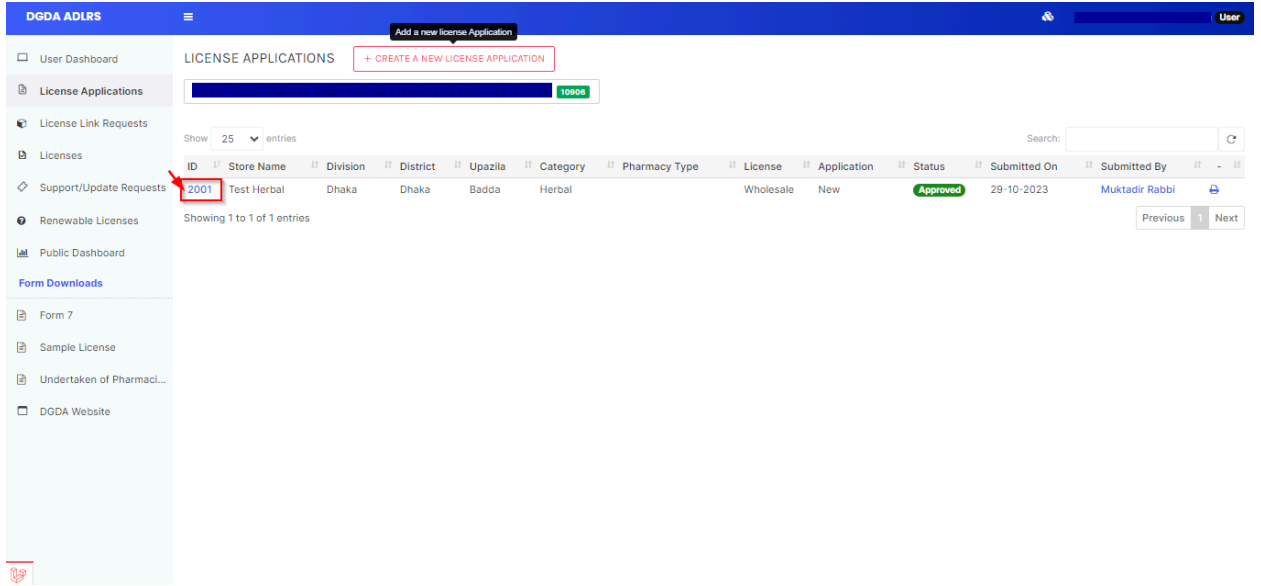 DGDA ADLRS
User
Add a new license Application
LICENSE APPLICATIONS
+ CREATE A NEW LICENSE APPLICATION
10906
User Dashboard
License Applications
License Link Requests
Licenses
Support/Update Requests
Renewable Licenses
Public Dashboard
Form Downloads
Form 7
Sample License
Undertaken of Pharmaci...
DGDA Website
Show 25 entries
Search:
ID Store Name Division District Upazila Category Pharmacy Type License Application Status Submitted On Submitted By -
2001 Test Herbal Dhaka Dhaka Badda Herbal Wholesale New Approved 29-10-2023 Muktadir Rabbi
Showing 1 to 1 of 1 entries
Previous 1 Next